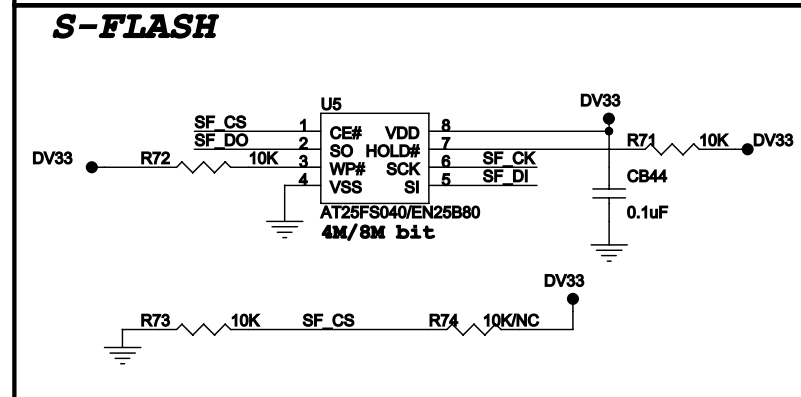 S-FLASH
U5
DV33
SF_CS 1 CE# VDD 8
SF_DO 2 SO HOLD# 7 R71 10K DV33
DV33 R72 10K 3 WP# SCK 6 SF_CK
4 VSS SI 5 SF_DI
CB44
0.1uF
AT25FS040/EN25B80
4M/8M bit
DV33
R73 10K SF_CS R74 10K/NC